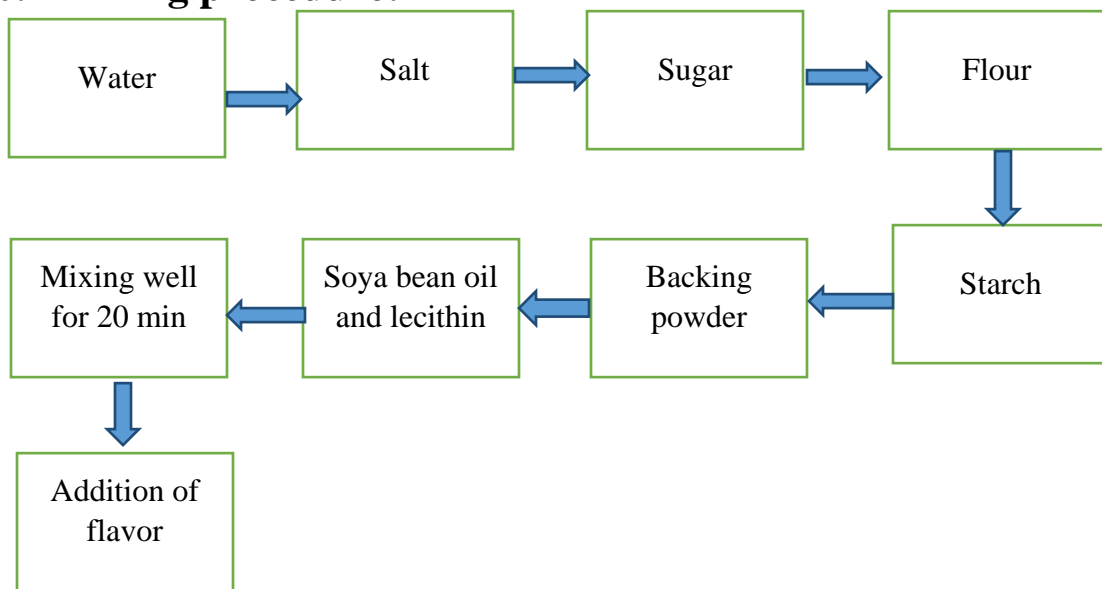 procedure:
Water
Salt
Sugar
Flour
Starch
Backing
powder
Soya bean oil
and lecithin
Mixing well
for 20 min
Addition of
flavor